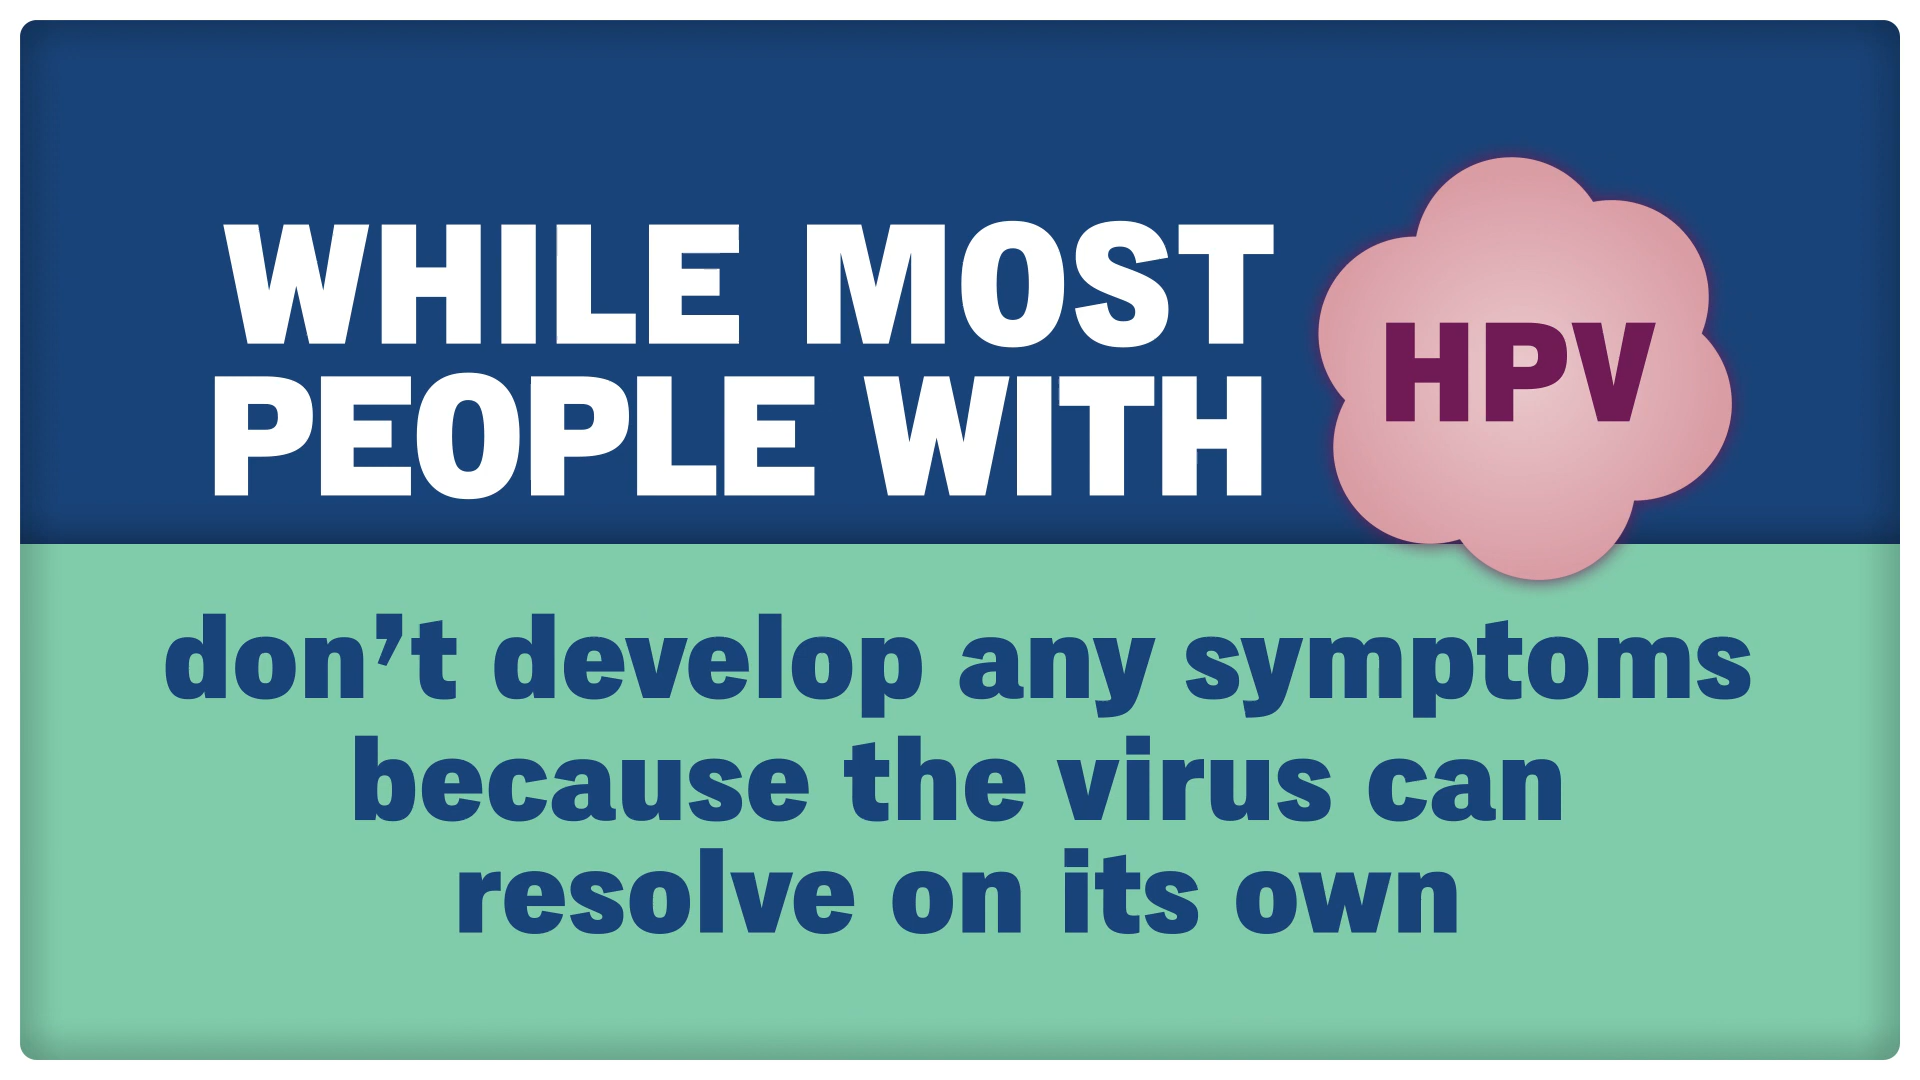 WHILE MOST
PEOPLE WITH
HPV
don’t develop any symptoms
because the virus can
resolve on its own